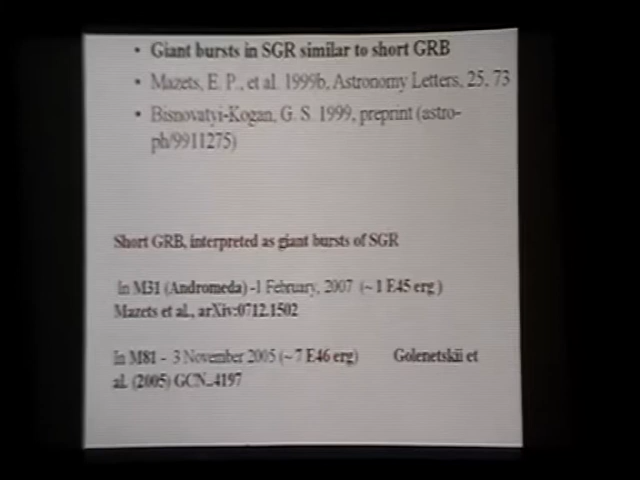 • Giant bursts in SGR similar to short GRB
• Mazets, E. P., et al. 1999b, Astronomy Letters, 25, 73
• Bisnovatyi-Kogan, G. S. 1999, preprint (astro-
ph/9911275)
Short GRB, interpreted as giant bursts of SGR
In M31 (Andromeda) -1 February, 2007 (~ 1 E45 erg )
Mazets et al., arXiv:0712.1502
In M81 - 3 November 2005 (~ 7 E46 erg) Golenetskii et
al. (2005) GCN_4197